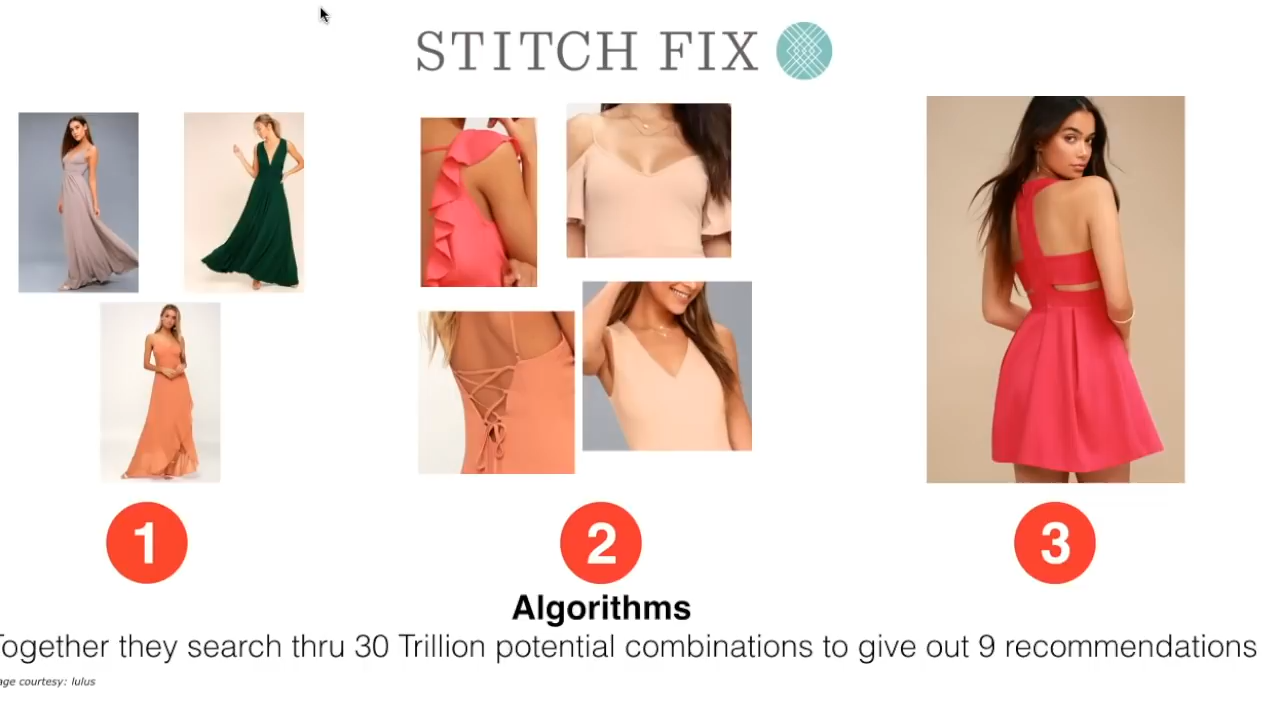 STITCH FIX
1
2
3
Algorithms
Together they search thru 30 Trillion potential combinations to give out 9 recommendations
age courtesy: lulus